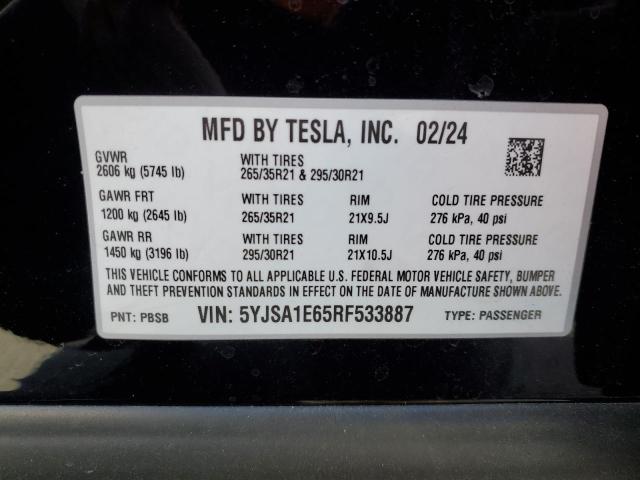 MFD BY TESLA, INC. 02/24
GVWR WITH TIRES
2606 kg (5745 lb) 265/35R21 & 295/30R21
GAWR FRT WITH TIRES RIM COLD TIRE PRESSURE
1200 kg (2645 lb) 265/35R21 21X9.5J 276 kPa, 40 psi
GAWR RR WITH TIRES RIM COLD TIRE PRESSURE
1450 kg (3196 lb) 295/30R21 21X10.5J 276 kPa, 40 psi
THIS VEHICLE CONFORMS TO ALL APPLICABLE U.S. FEDERAL MOTOR VEHICLE SAFETY, BUMPER
AND THEFT PREVENTION STANDARDS IN EFFECT ON THE DATE OF MANUFACTURE SHOWN ABOVE.
PNT: PBSB VIN: 5YJSA1E65RF533887 TYPE: PASSENGER